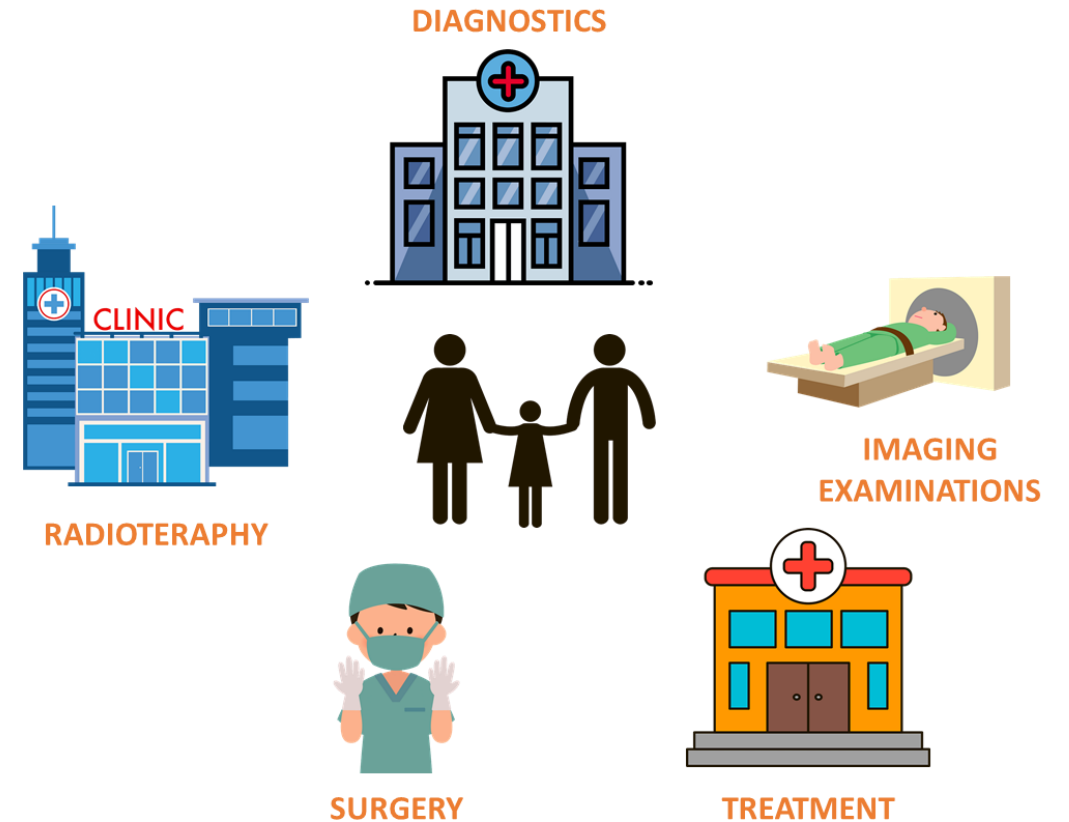 DIAGNOSTICS
CLINIC
IMAGING
EXAMINATIONS
RADIOTERAPHY
SURGERY
TREATMENT